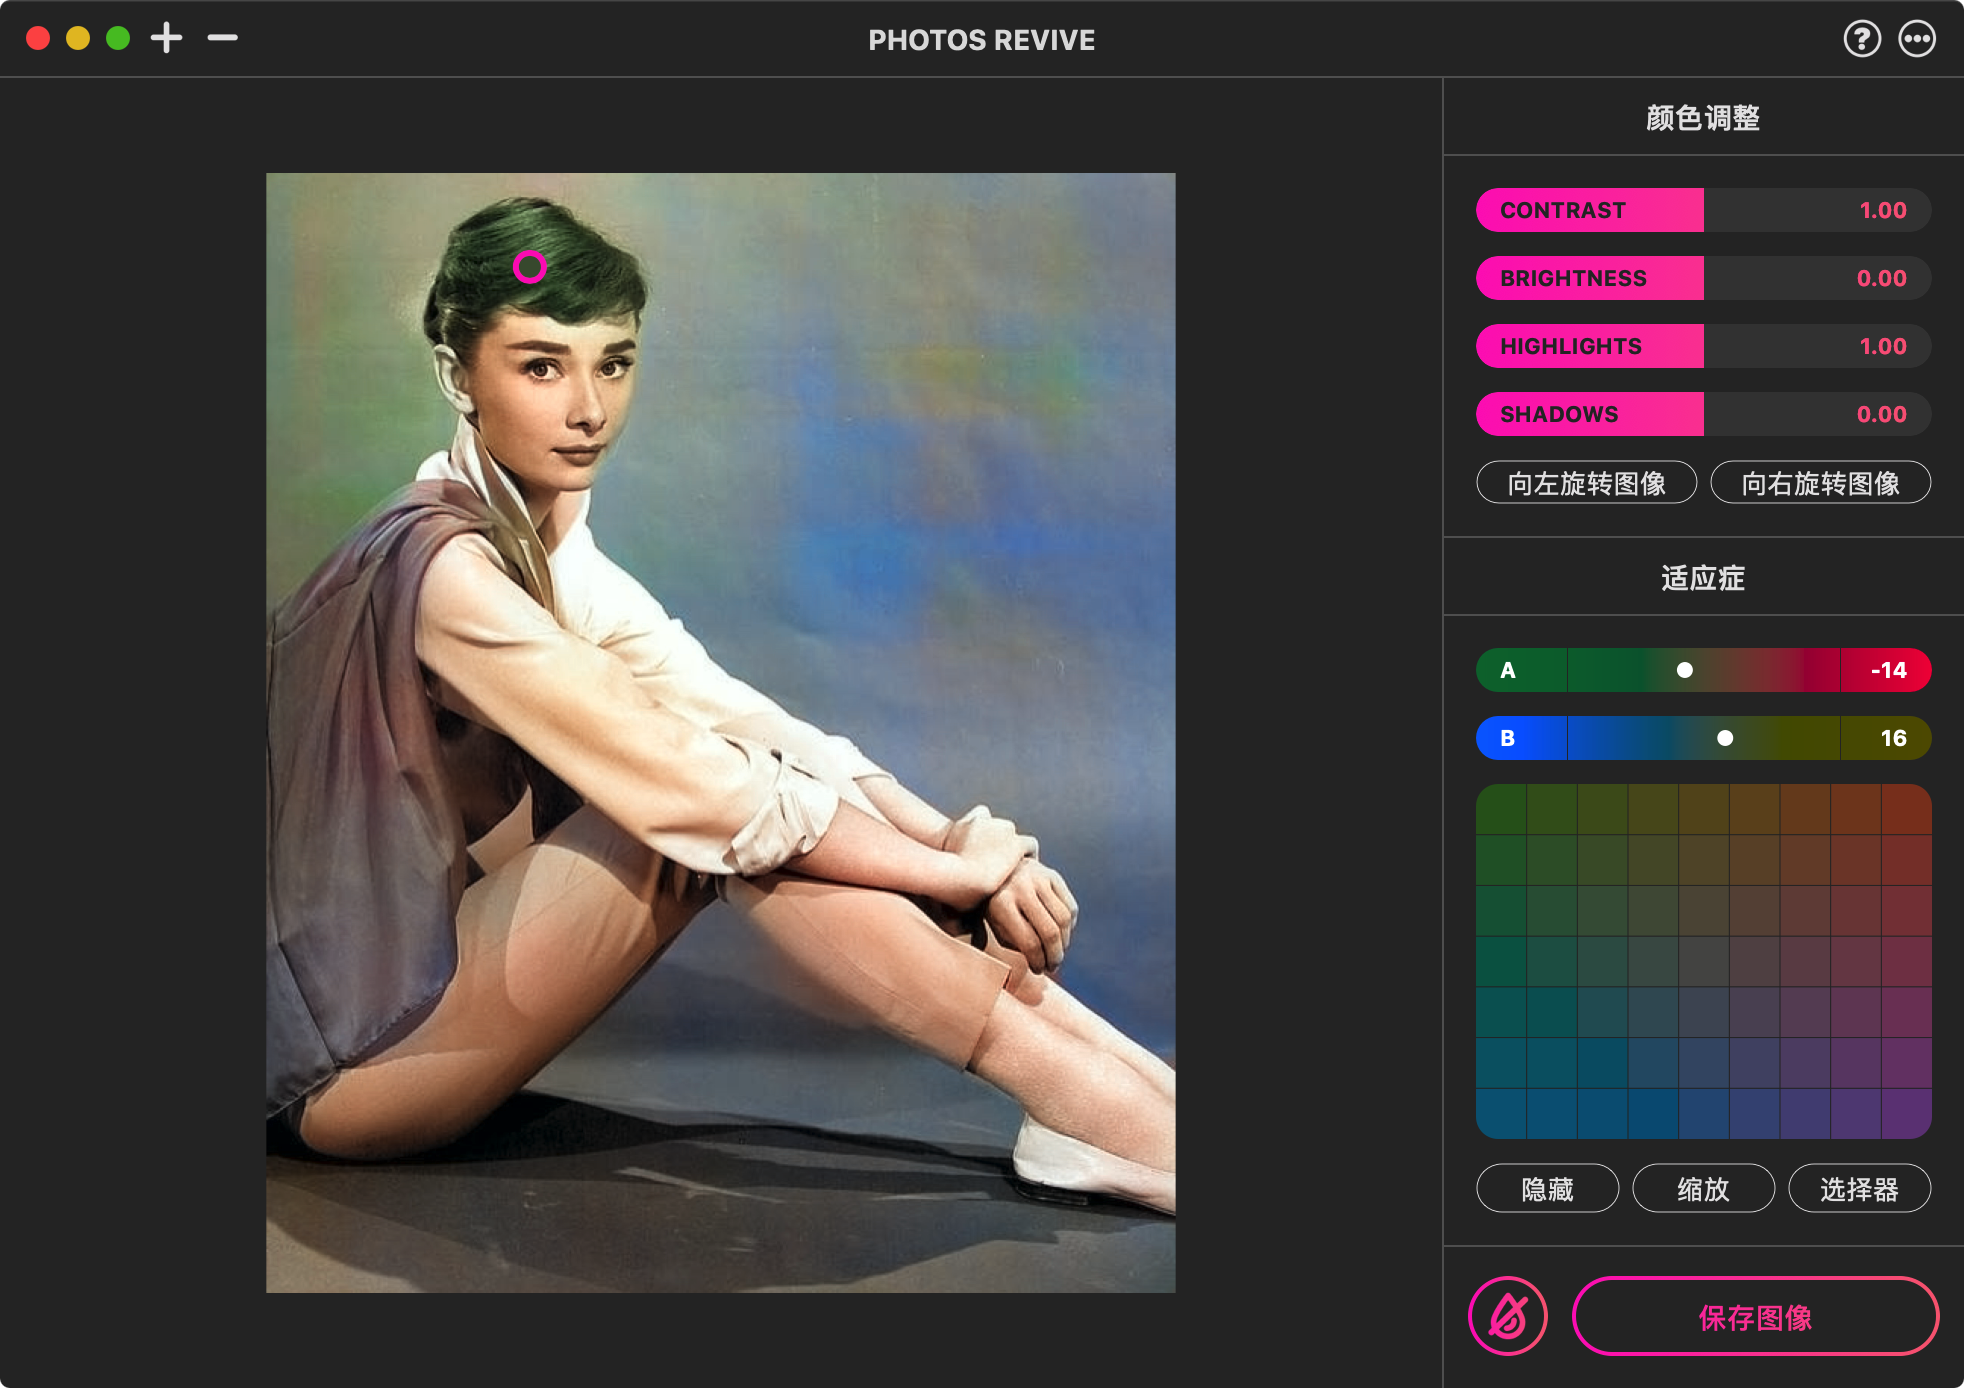 PHOTOS REVIVE
?
颜色调整
CONTRAST 1.00
BRIGHTNESS 0.00
HIGHLIGHTS 1.00
SHADOWS 0.00
向左旋转图像 向右旋转图像
适应症
A -14
B 16
隐藏 缩放 选择器
保存图像